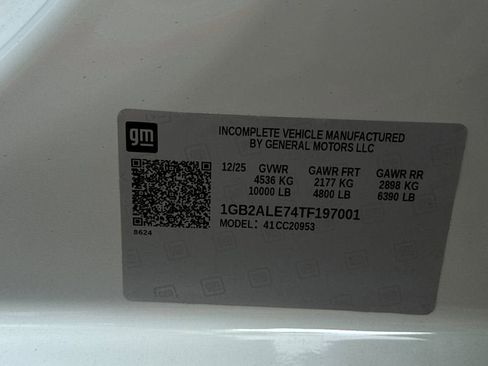 gm
INCOMPLETE VEHICLE MANUFACTURED
BY GENERAL MOTORS LLC
12/25 GVWR GAWR FRT GAWR RR
4536 KG 2177 KG 2898 KG
10000 LB 4800 LB 6390 LB
1GB2ALE74TF197001
MODEL: 41CC20953
8624